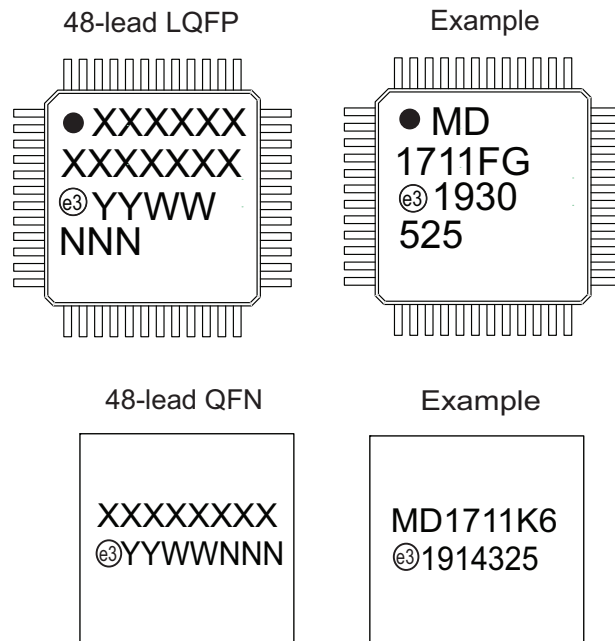 48-lead LQFP
Example
XXXXXX
XXXXXXX
e3 YYWW
NNN
MD
1711FG
e3 1930
525
48-lead QFN
Example
XXXXXXXX
e3 YYWWNNN
MD1711K6
e3 1914325